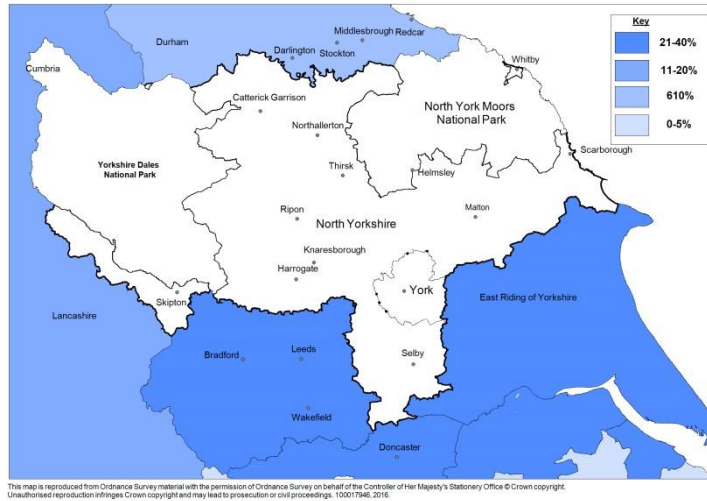 Key
21-40%
11-20%
610%
0-5%
Middlesbrough
Redcar
Durham
Darlington
Stockton
Whitby
Cumbria
Catterick Garrison
North York Moors
National Park
Northallerton
Scarborough
Yorkshire Dales
National Park
Thirsk
Helmsley
Ripon
North Yorkshire
Malton
Knaresborough
Harrogate
York
Skipton
East Riding of Yorkshire
Lancashire
Bradford
Leeds
Selby
Wakefield
Doncaster
This map is reproduced from Ordnance Survey material with the permission of Ordnance Survey on behalf of the Controller of Her Majesty's Stationery Office © Crown copyright.
Unauthorised reproduction infringes Crown copyright and may lead to prosecution or civil proceedings. 100017946, 2016.